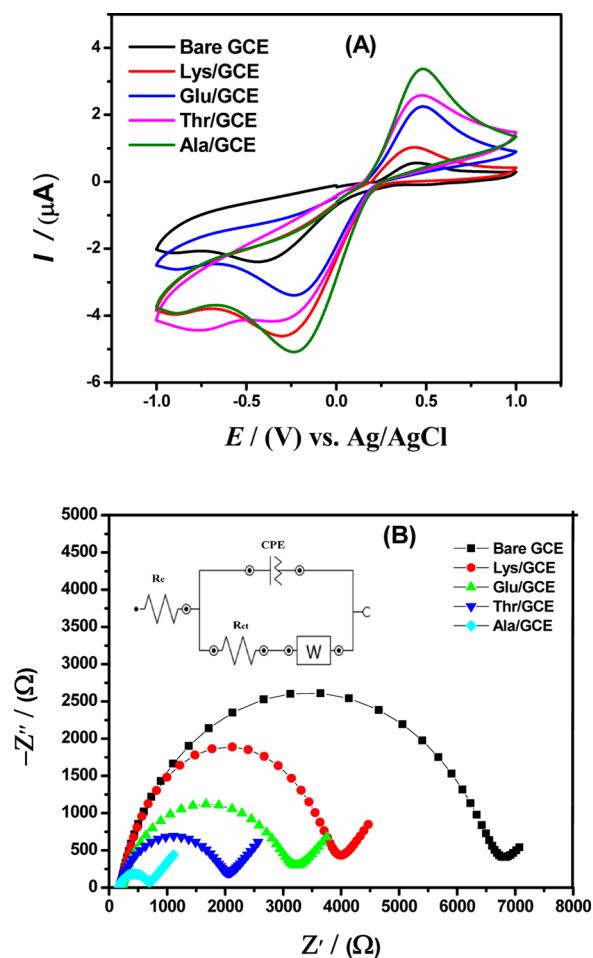 (A)
Bare GCE
Lys/GCE
Glu/GCE
Thr/GCE
Ala/GCE
4
2
0
-2
-4
-6
I / (μA)
-1.0 -0.5 0.0 0.5 1.0
E / (V) vs. Ag/AgCl
(B)
5000
4500
4000
3500
3000
2500
2000
1500
1000
500
0
–Z'' / (Ω)
CPE
Re
Rct
W
Bare GCE
Lys/GCE
Glu/GCE
Thr/GCE
Ala/GCE
0 1000 2000 3000 4000 5000 6000 7000 8000
Z' / (Ω)